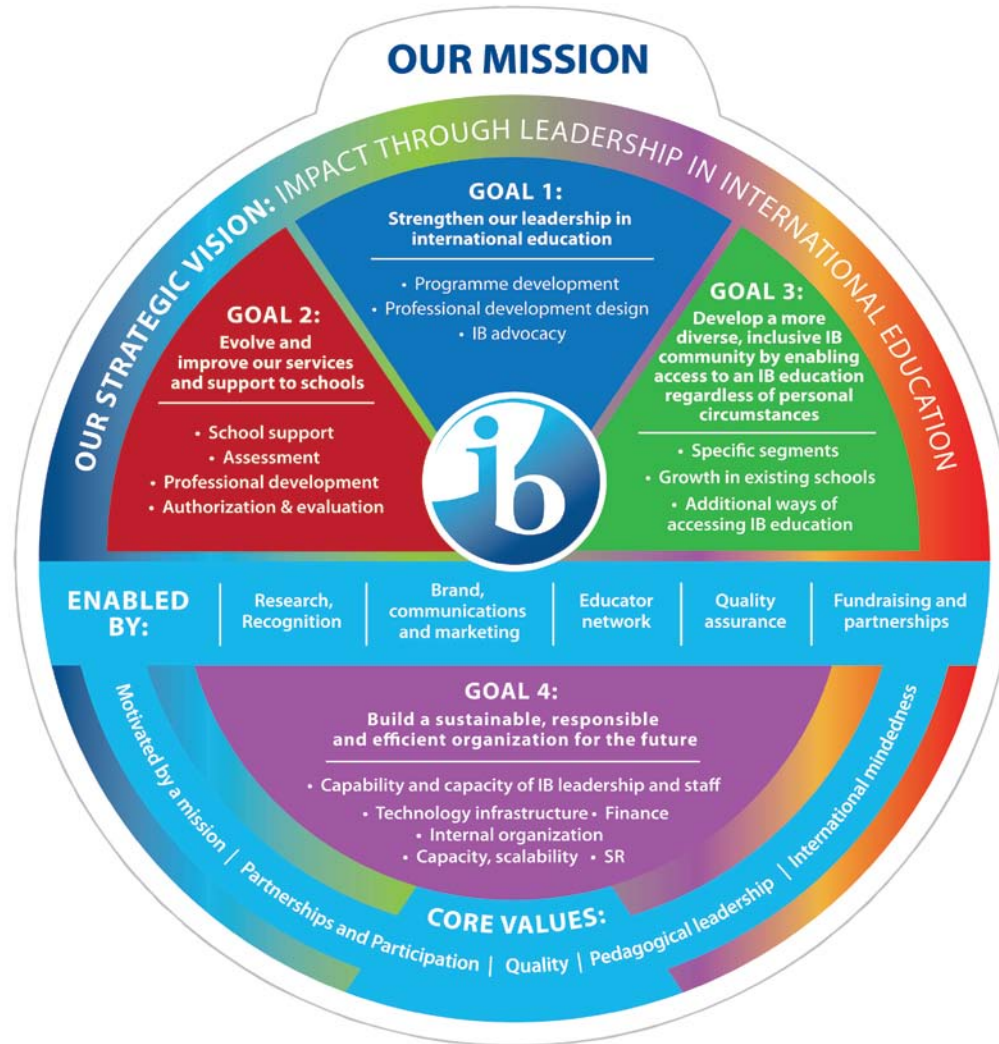 OUR MISSION
OUR STRATEGIC VISION: IMPACT THROUGH LEADERSHIP IN INTERNATIONAL EDUCATION
GOAL 1:
Strengthen our leadership in
international education
• Programme development
• Professional development design
• IB advocacy
GOAL 2:
Evolve and
improve our services
and support to schools
• School support
• Assessment
• Professional development
• Authorization & evaluation
GOAL 3:
Develop a more
diverse, inclusive IB
community by enabling
access to an IB education
regardless of personal
circumstances
• Specific segments
• Growth in existing schools
• Additional ways of
accessing IB education
ib
ENABLED
BY:
Research,
Recognition
Brand,
communications
and marketing
Educator
network
Quality
assurance
Fundraising and
partnerships
GOAL 4:
Build a sustainable, responsible
and efficient organization for the future
• Capability and capacity of IB leadership and staff
• Technology infrastructure • Finance
• Internal organization
• Capacity, scalability • SR
CORE VALUES:
Motivated by a mission | Partnerships and Participation | Quality | Pedagogical leadership | International mindedness